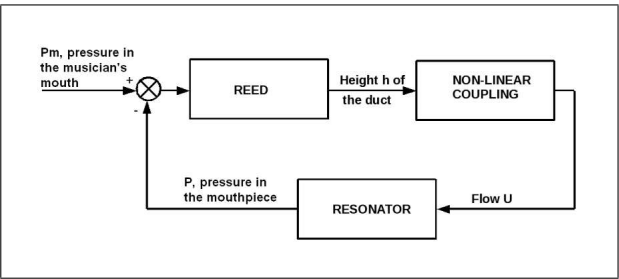 Pm, pressure in
the musician's
mouth
+
-
REED
Height h of
the duct
NON-LINEAR
COUPLING
P, pressure in
the mouthpiece
RESONATOR
Flow U